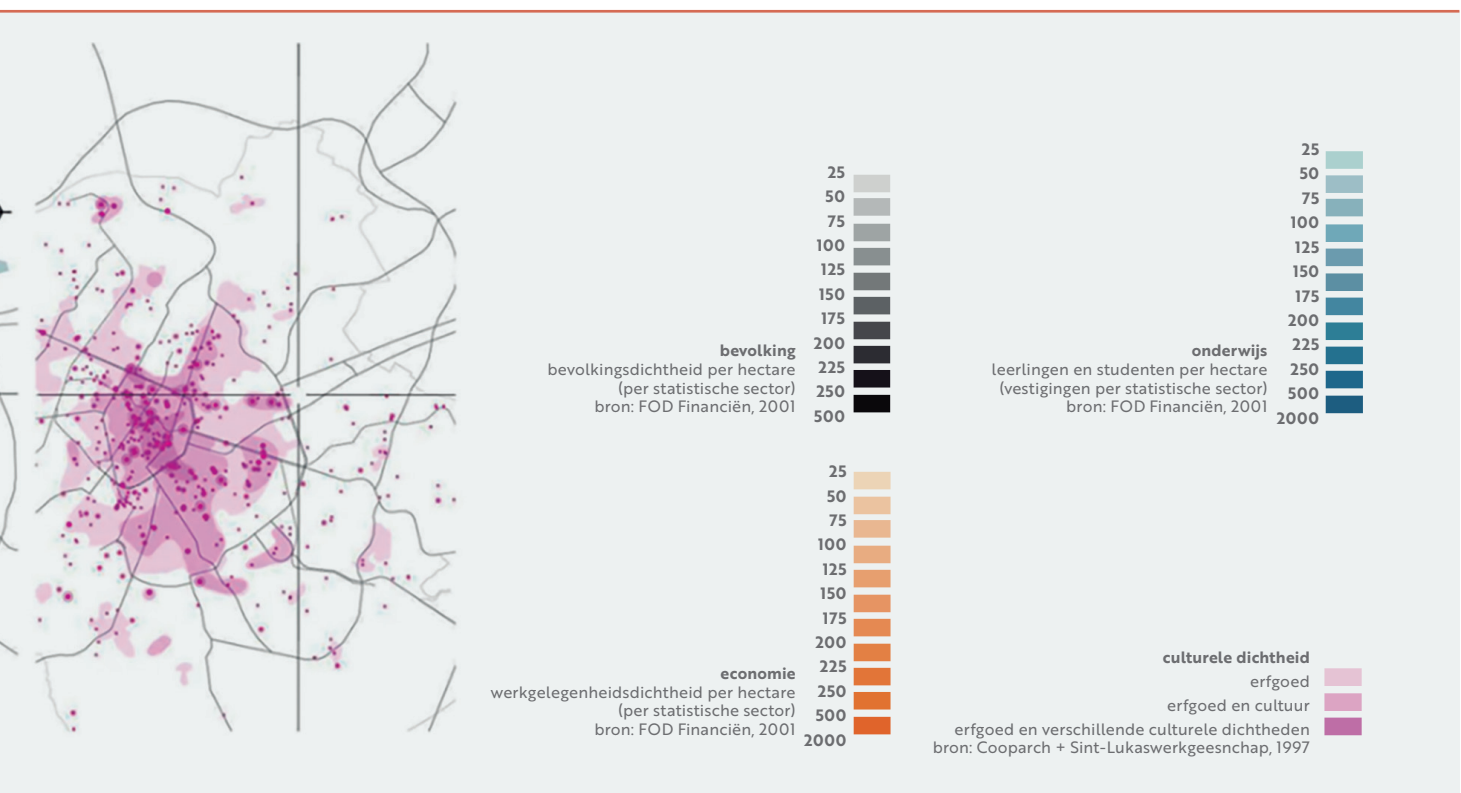 25
50
75
100
125
150
175
200
225
250
500
bevolking
bevolkingsdichtheid per hectare
(per statistische sector)
bron: FOD Financiën, 2001
25
50
75
100
125
150
175
200
225
250
500
2000
onderwijs
leerlingen en studenten per hectare
(vestigingen per statistische sector)
bron: FOD Financiën, 2001
25
50
75
100
125
150
175
200
225
250
500
2000
economie
werkgelegenheidsdichtheid per hectare
(per statistische sector)
bron: FOD Financiën, 2001
culturele dichtheid
erfgoed
erfgoed en cultuur
erfgoed en verschillende culturele dichtheden
bron: Cooparch + Sint-Lukaswerkgeesnchap, 1997